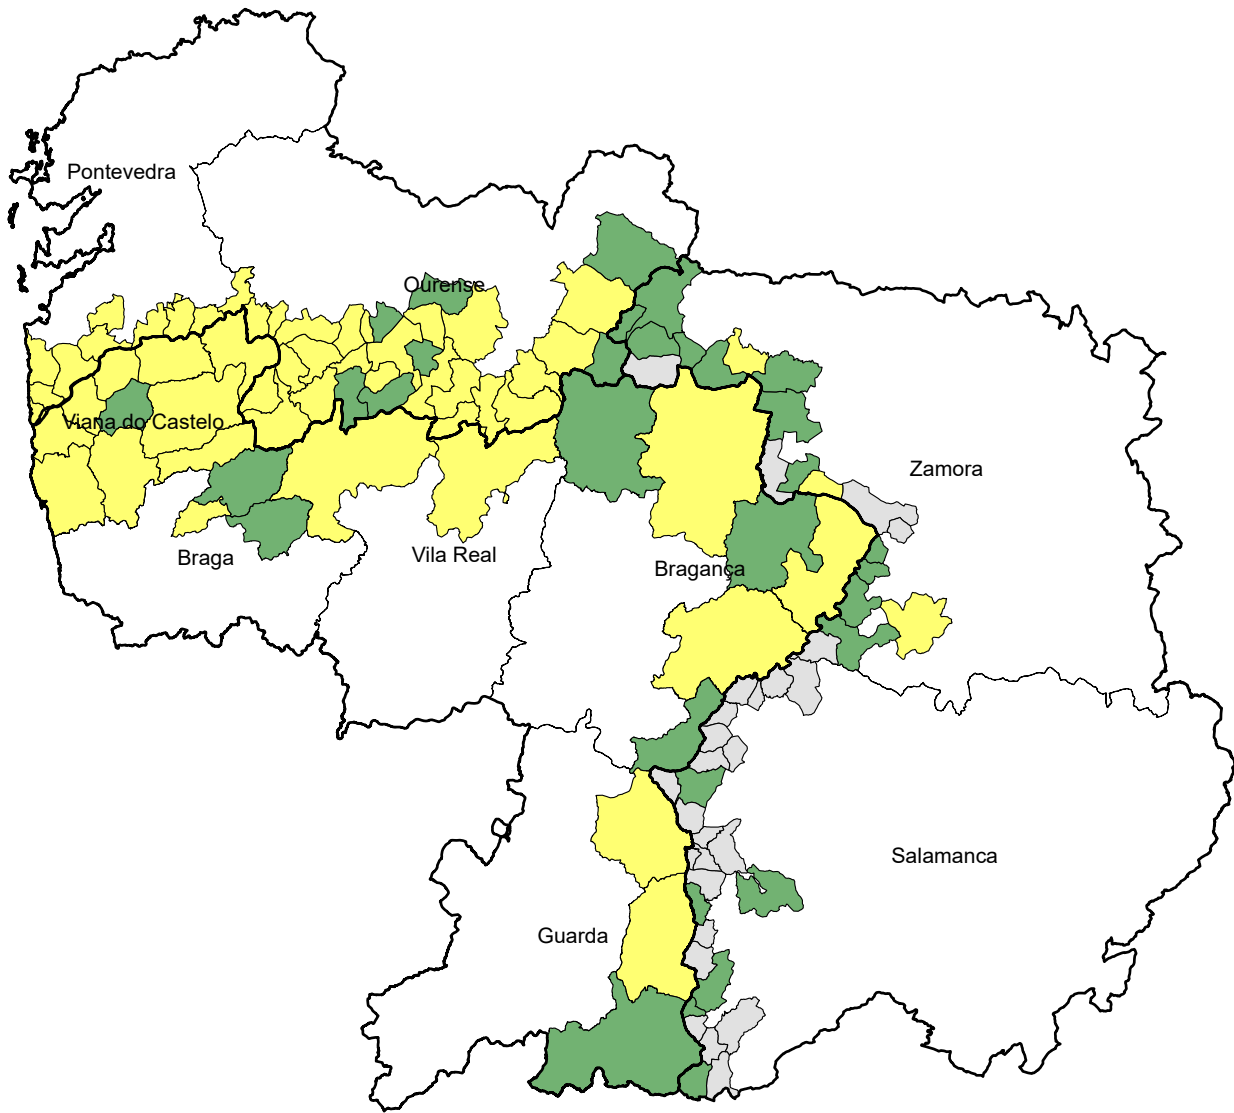 Pontevedra
Ourense
Viana do Castelo
Zamora
Braga
Vila Real
Bragança
Salamanca
Guarda